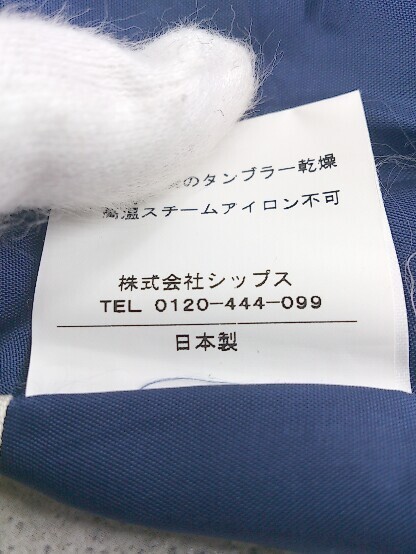 のタンブラー乾燥
高温スチームアイロン不可
株式会社シップス
TEL 0120-444-099
日本製